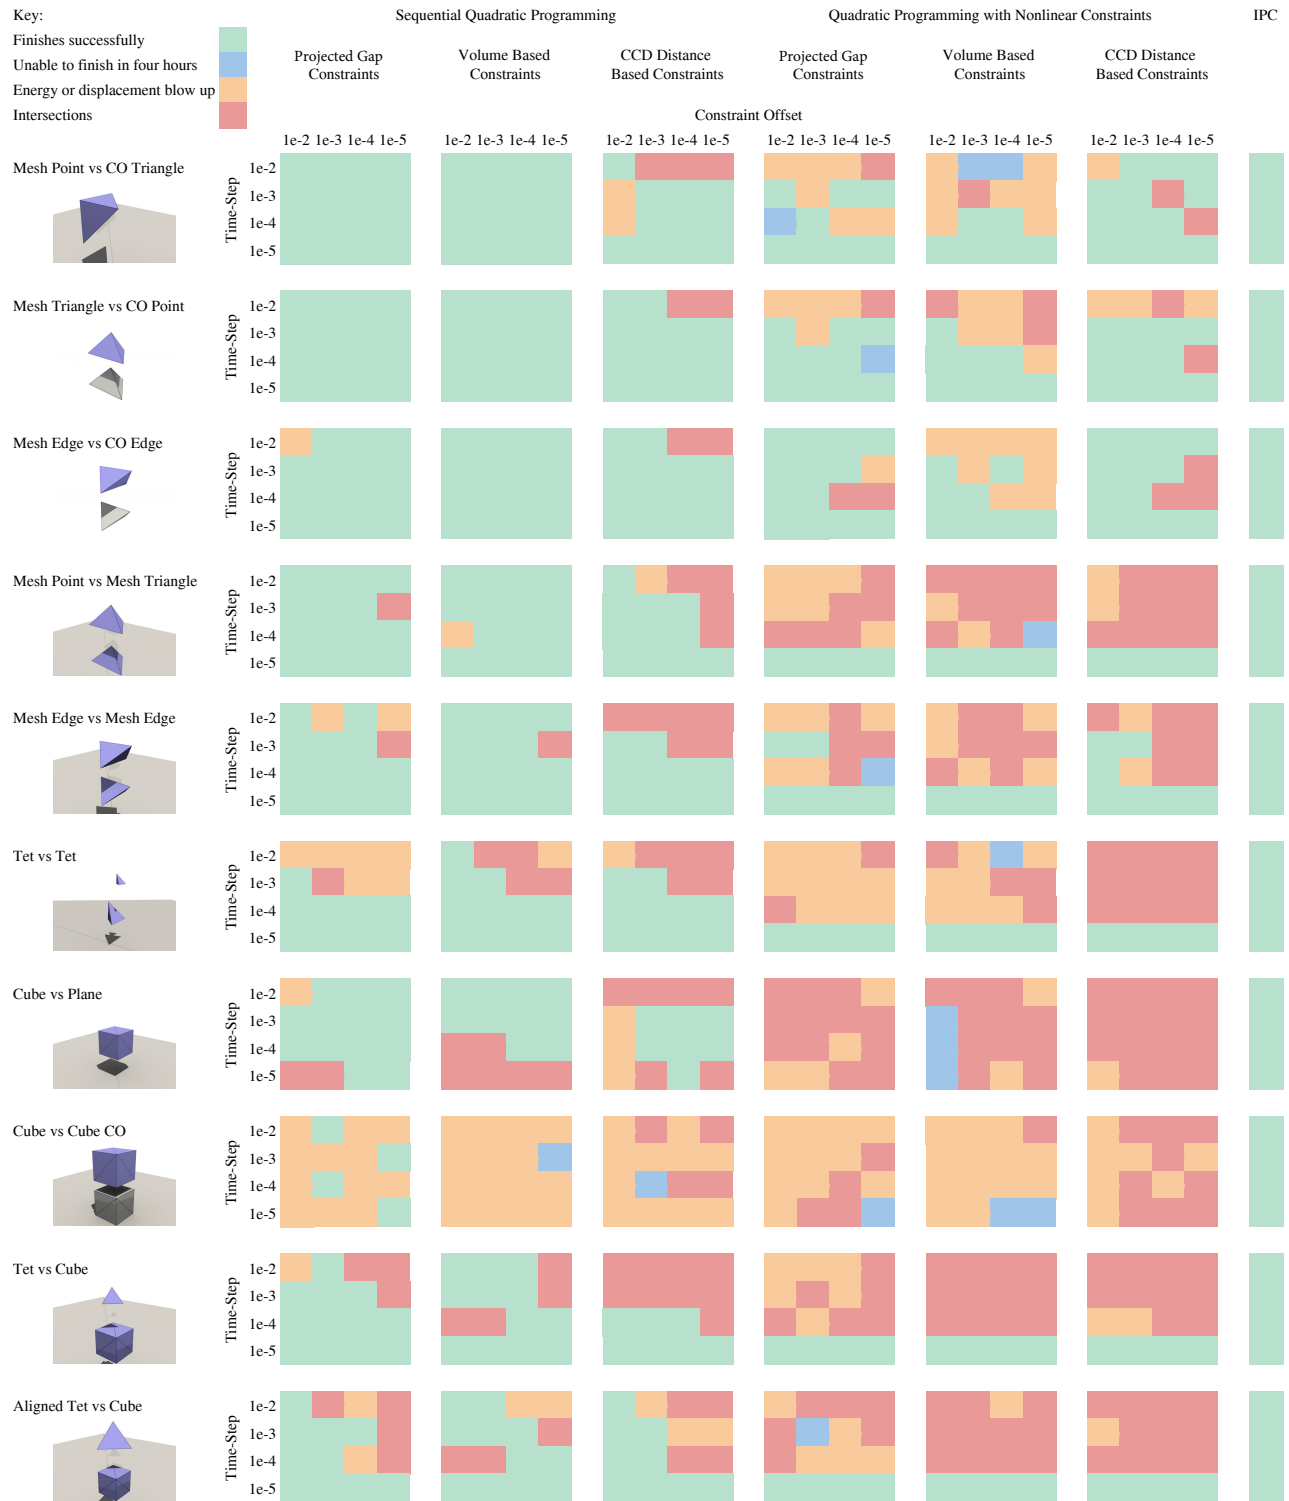 Key:
Sequential Quadratic Programming
Quadratic Programming with Nonlinear Constraints
IPC
Finishes successfully
Unable to finish in four hours
Energy or displacement blow up
Intersections
Projected Gap
Constraints
Volume Based
Constraints
CCD Distance
Based Constraints
Projected Gap
Constraints
Volume Based
Constraints
CCD Distance
Based Constraints
Constraint Offset
1e-2 1e-3 1e-4 1e-5
1e-2 1e-3 1e-4 1e-5
1e-2 1e-3 1e-4 1e-5
1e-2 1e-3 1e-4 1e-5
1e-2 1e-3 1e-4 1e-5
1e-2 1e-3 1e-4 1e-5
Mesh Point vs CO Triangle
Time-Step
1e-2
1e-3
1e-4
1e-5
Mesh Triangle vs CO Point
Time-Step
1e-2
1e-3
1e-4
1e-5
Mesh Edge vs CO Edge
Time-Step
1e-2
1e-3
1e-4
1e-5
Mesh Point vs Mesh Triangle
Time-Step
1e-2
1e-3
1e-4
1e-5
Mesh Edge vs Mesh Edge
Time-Step
1e-2
1e-3
1e-4
1e-5
Tet vs Tet
Time-Step
1e-2
1e-3
1e-4
1e-5
Cube vs Plane
Time-Step
1e-2
1e-3
1e-4
1e-5
Cube vs Cube CO
Time-Step
1e-2
1e-3
1e-4
1e-5
Tet vs Cube
Time-Step
1e-2
1e-3
1e-4
1e-5
Aligned Tet vs Cube
Time-Step
1e-2
1e-3
1e-4
1e-5